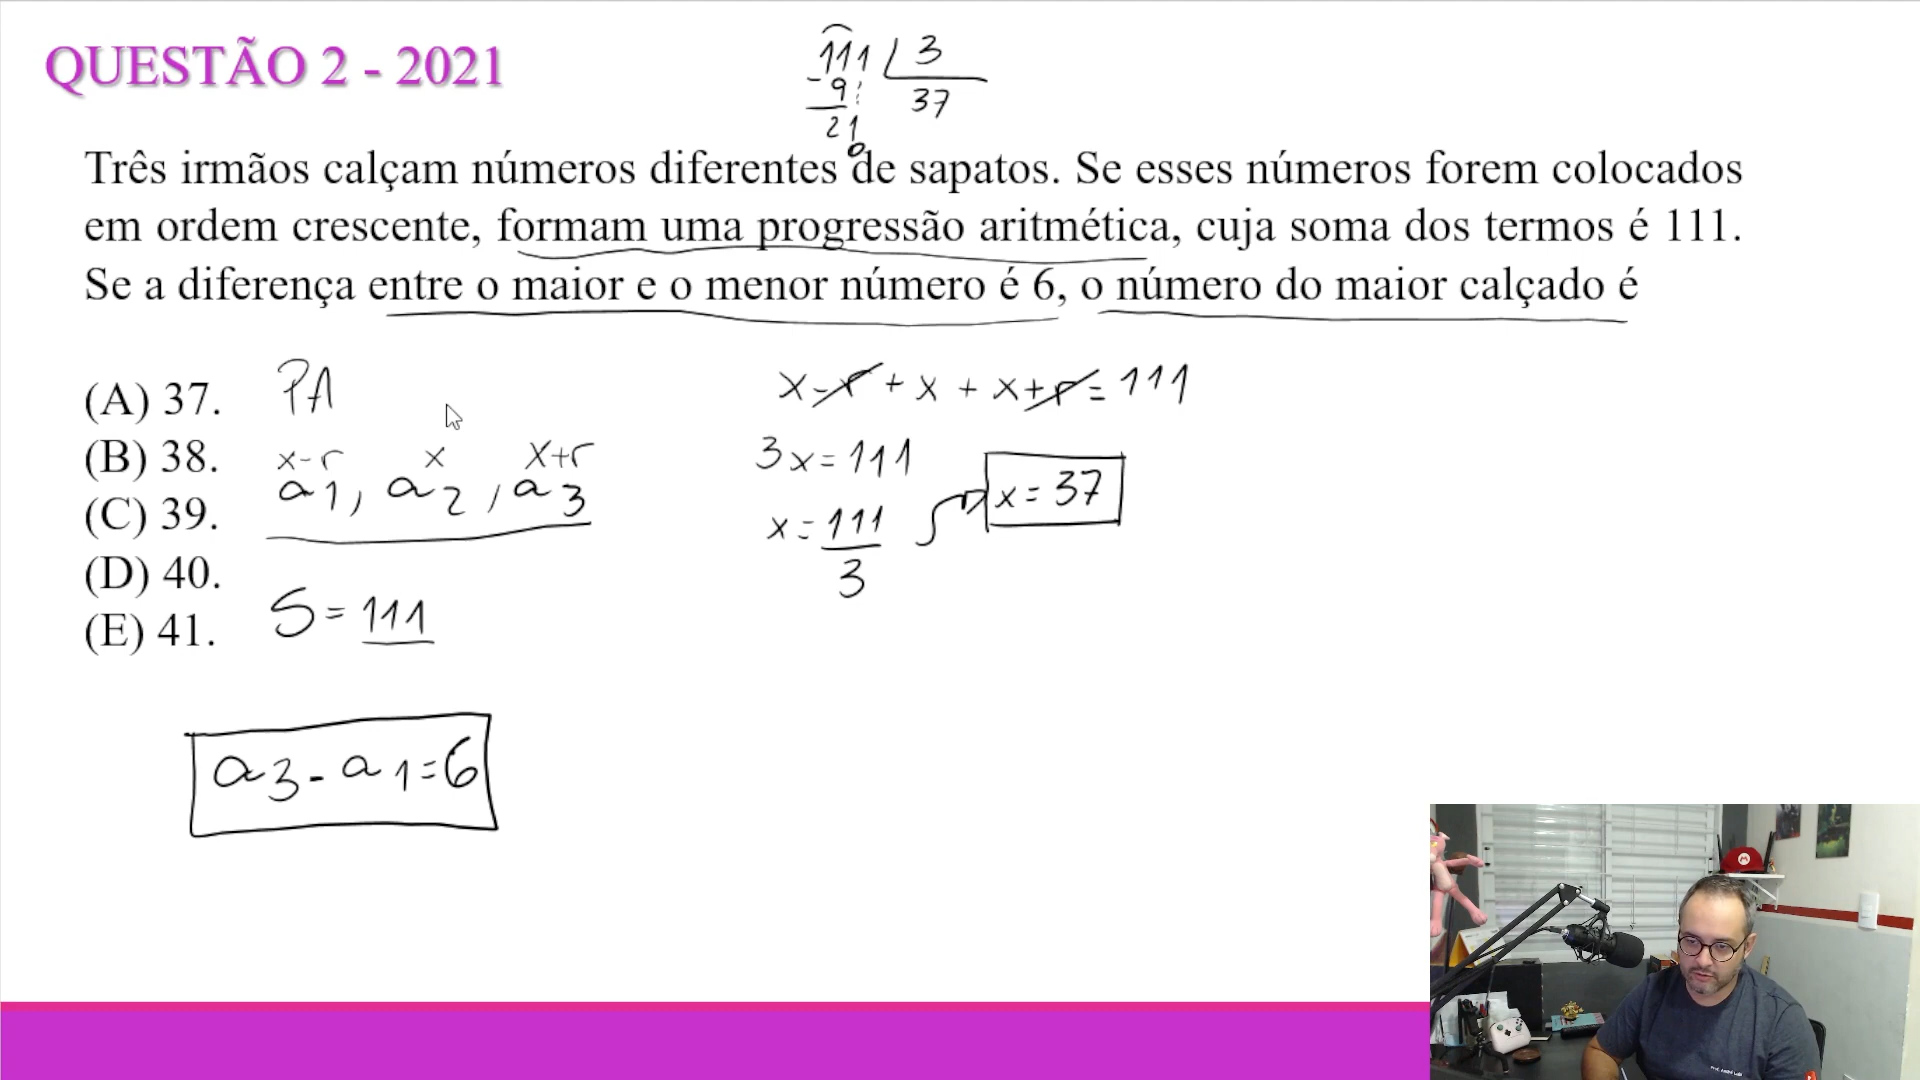 QUESTÃO 2 - 2021
111 | 3
- 9
37
21
0
Três irmãos calçam números diferentes de sapatos. Se esses números forem colocados
em ordem crescente, formam uma progressão aritmética, cuja soma dos termos é 111.
Se a diferença entre o maior e o menor número é 6, o número do maior calçado é
(A) 37.
(B) 38.
(C) 39.
(D) 40.
(E) 41.
PA
x-r x x+r
a1, a2, a3
S = 111
a3 - a1 = 6
x-r + x + x+r = 111
3x = 111
x = 111
3
x = 37